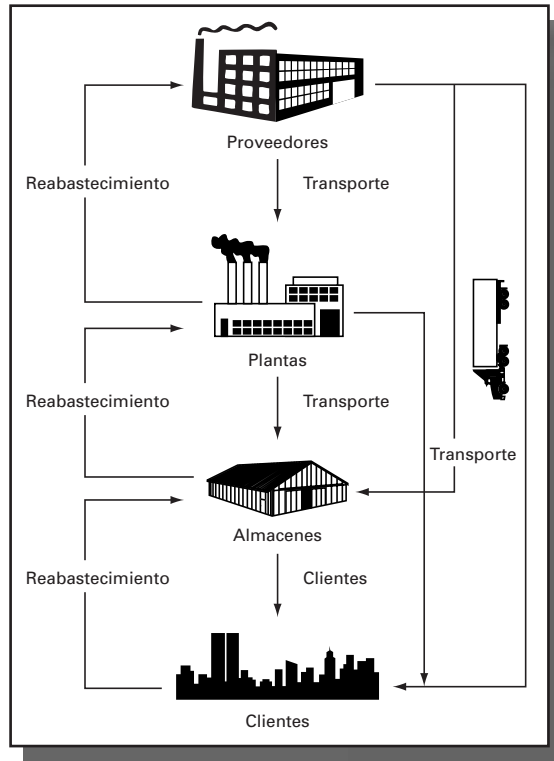 Proveedores
Reabastecimiento
Transporte
Plantas
Reabastecimiento
Transporte
Transporte
Almacenes
Reabastecimiento
Clientes
Clientes